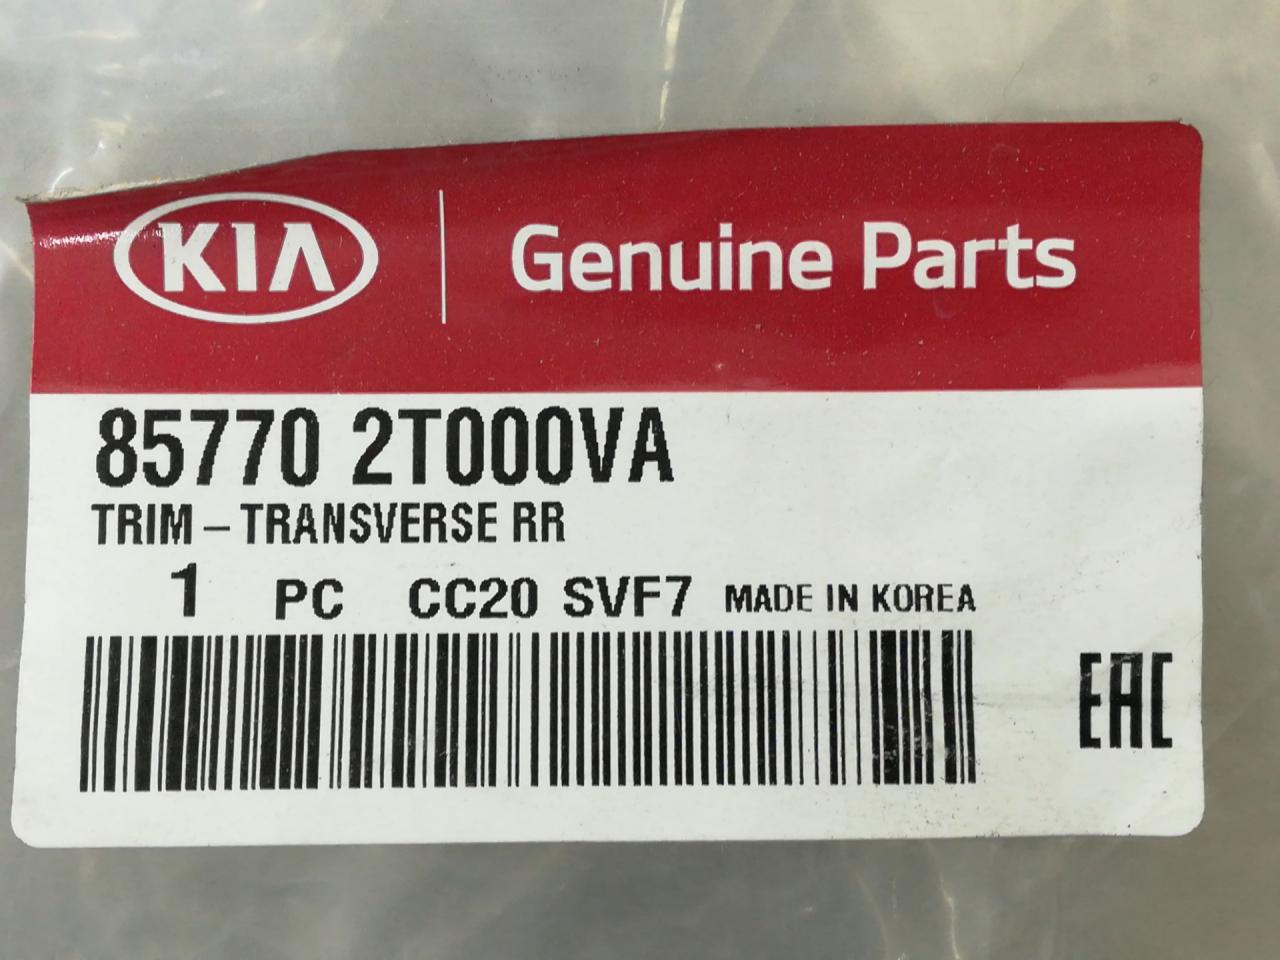 KIA Genuine Parts
85770 2T000VA
TRIM – TRANSVERSE RR
1 PC CC20 SVF7 MADE IN KOREA
EAC